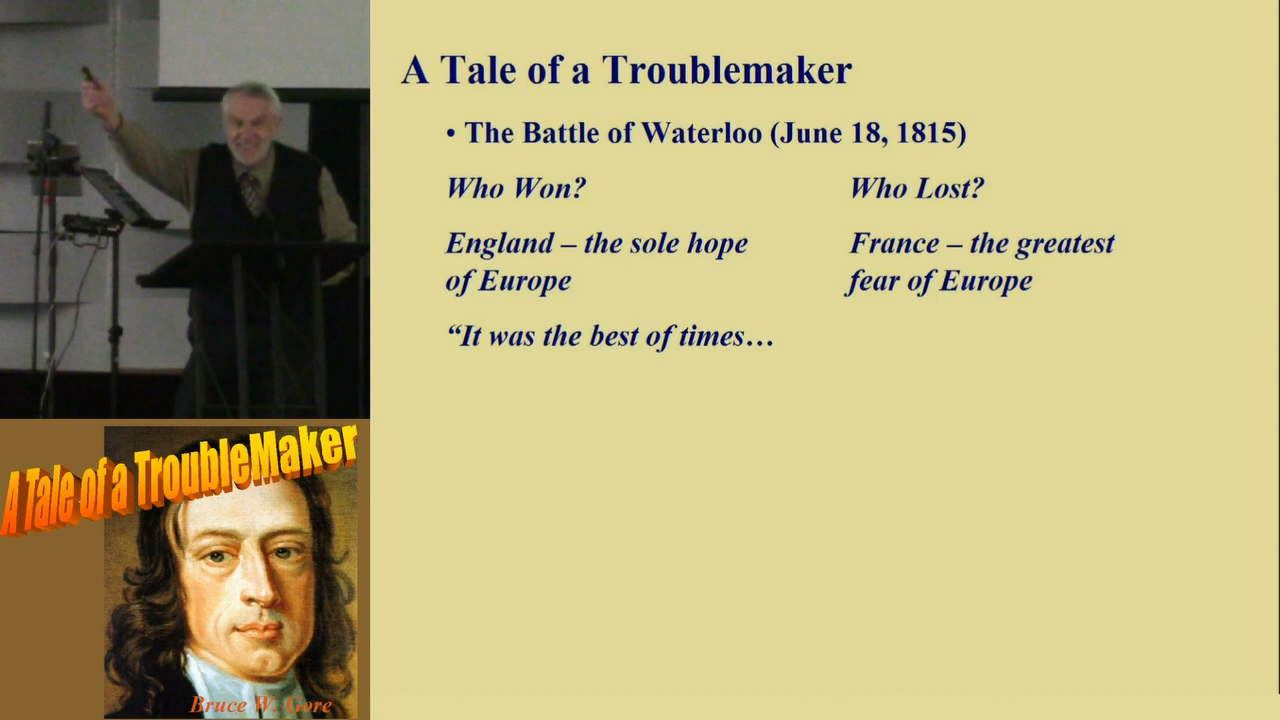 A Tale of a Troublemaker
• The Battle of Waterloo (June 18, 1815)
Who Won?
Who Lost?
England – the sole hope
of Europe
France – the greatest
fear of Europe
“It was the best of times…
A Tale of a TroubleMaker
Bruce W. Gore